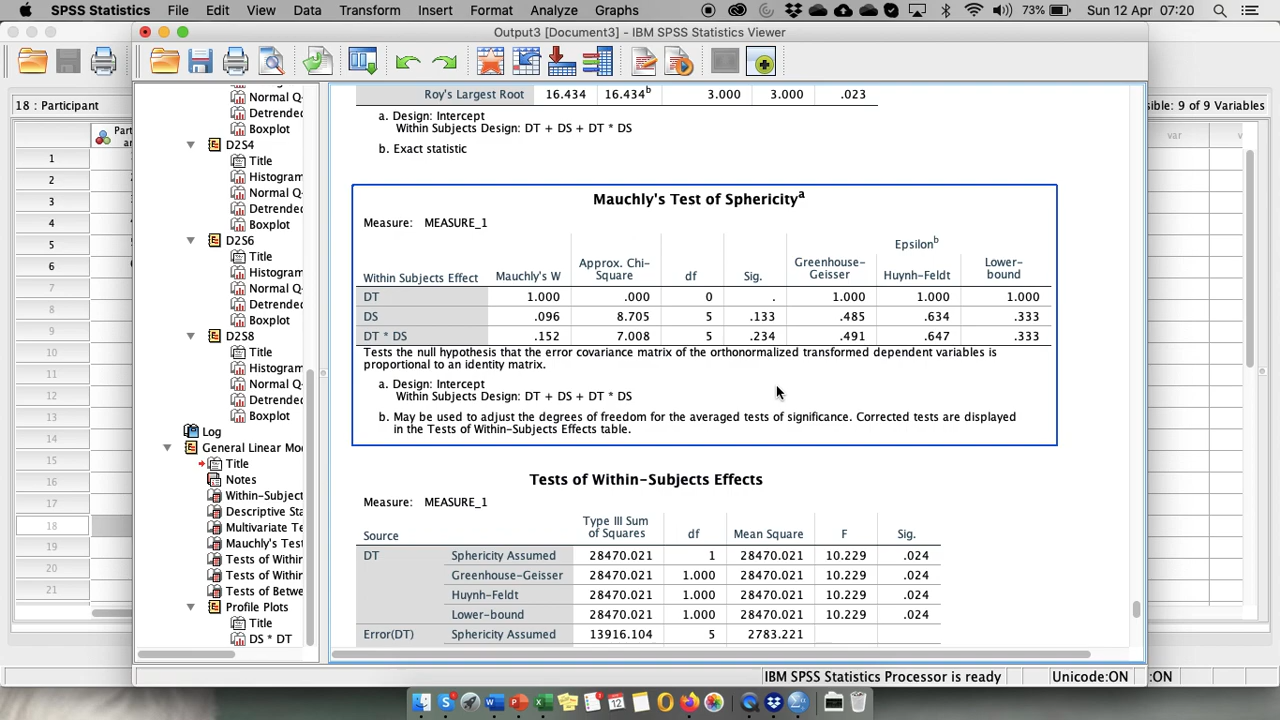 SPSS Statistics File Edit View Data Transform Insert Format Analyze Graphs 73% Sun 12 Apr 07:20
Output3 [Document3] - IBM SPSS Statistics Viewer
18 : Participant
ible: 9 of 9 Variables
Part
var
1
2
3
4
5
6
7
8
9
10
11
12
13
14
15
16
17
18
19
20
21
Normal Q-
Detrended
Boxplot
D2S4
Title
Histogram
Normal Q-
Detrended
Boxplot
D2S6
Title
Histogram
Normal Q-
Detrended
Boxplot
D2S8
Title
Histogram
Normal Q-
Detrended
Boxplot
Log
General Linear Mo
Title
Notes
Within-Subject
Descriptive Sta
Multivariate Te
Mauchly's Test
Tests of Within
Tests of Within
Tests of Betwe
Profile Plots
Title
DS * DT
Roy's Largest Root 16.434 16.434b 3.000 3.000 .023
a. Design: Intercept
Within Subjects Design: DT + DS + DT * DS
b. Exact statistic
Mauchly's Test of Sphericitya
Measure: MEASURE_1
Epsilonb
Within Subjects Effect Mauchly's W Approx. Chi-Square df Sig. Greenhouse-Geisser Huynh-Feldt Lower-bound
DT 1.000 .000 0 . 1.000 1.000 1.000
DS .096 8.705 5 .133 .485 .634 .333
DT * DS .152 7.008 5 .234 .491 .647 .333
Tests the null hypothesis that the error covariance matrix of the orthonormalized transformed dependent variables is
proportional to an identity matrix.
a. Design: Intercept
Within Subjects Design: DT + DS + DT * DS
b. May be used to adjust the degrees of freedom for the averaged tests of significance. Corrected tests are displayed
in the Tests of Within-Subjects Effects table.
Tests of Within-Subjects Effects
Measure: MEASURE_1
Source Type III Sum of Squares df Mean Square F Sig.
DT Sphericity Assumed 28470.021 1 28470.021 10.229 .024
Greenhouse-Geisser 28470.021 1.000 28470.021 10.229 .024
Huynh-Feldt 28470.021 1.000 28470.021 10.229 .024
Lower-bound 28470.021 1.000 28470.021 10.229 .024
Error(DT) Sphericity Assumed 13916.104 5 2783.221
IBM SPSS Statistics Processor is ready Unicode:ON :ON